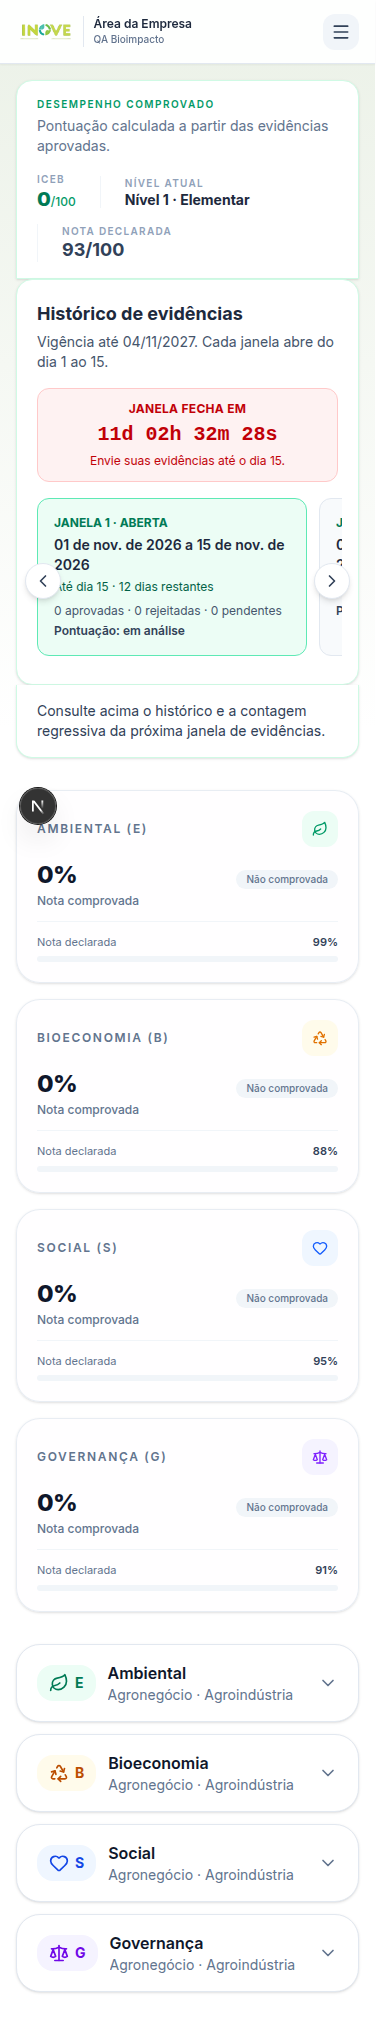 INOVE
Área da Empresa
QA Bioimpacto
DESEMPENHO COMPROVADO
Pontuação calculada a partir das evidências
aprovadas.
ICEB
0/100
NÍVEL ATUAL
Nível 1 · Elementar
NOTA DECLARADA
93/100
Histórico de evidências
Vigência até 04/11/2027. Cada janela abre do
dia 1 ao 15.
JANELA FECHA EM
11d 02h 32m 28s
Envie suas evidências até o dia 15.
JANELA 1 · ABERTA
01 de nov. de 2026 a 15 de nov. de
2026
Até dia 15 · 12 dias restantes
0 aprovadas · 0 rejeitadas · 0 pendentes
Pontuação: em análise
Consulte acima o histórico e a contagem
regressiva da próxima janela de evidências.
N
AMBIENTAL (E)
0%
Não comprovada
Nota comprovada
Nota declarada
99%
BIOECONOMIA (B)
0%
Não comprovada
Nota comprovada
Nota declarada
88%
SOCIAL (S)
0%
Não comprovada
Nota comprovada
Nota declarada
95%
GOVERNANÇA (G)
0%
Não comprovada
Nota comprovada
Nota declarada
91%
E
Ambiental
Agronegócio · Agroindústria
B
Bioeconomia
Agronegócio · Agroindústria
S
Social
Agronegócio · Agroindústria
G
Governança
Agronegócio · Agroindústria